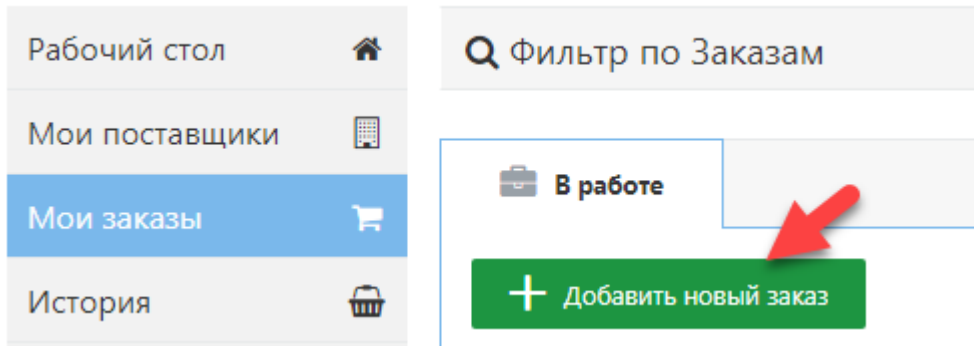 Рабочий стол
Мои поставщики
Мои заказы
История
Фильтр по Заказам
В работе
Добавить новый заказ